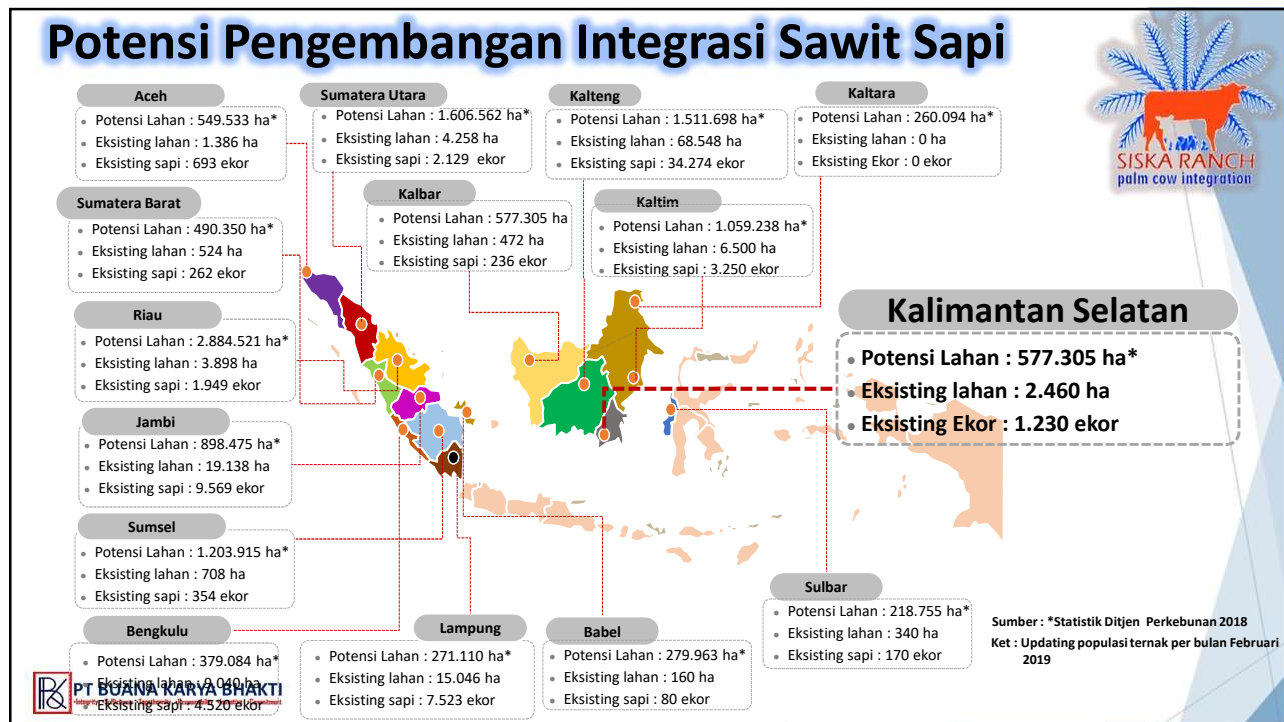 Potensi Pengembangan Integrasi Sawit Sapi
SISKA RANCH
palm cow integration
Aceh
• Potensi Lahan : 549.533 ha*
• Eksisting lahan : 1.386 ha
• Eksisting sapi : 693 ekor
Sumatera Utara
• Potensi Lahan : 1.606.562 ha*
• Eksisting lahan : 4.258 ha
• Eksisting sapi : 2.129 ekor
Kalteng
• Potensi Lahan : 1.511.698 ha*
• Eksisting lahan : 68.548 ha
• Eksisting sapi : 34.274 ekor
Kaltara
• Potensi Lahan : 260.094 ha*
• Eksisting lahan : 0 ha
• Eksisting Ekor : 0 ekor
Sumatera Barat
• Potensi Lahan : 490.350 ha*
• Eksisting lahan : 524 ha
• Eksisting sapi : 262 ekor
Kalbar
• Potensi Lahan : 577.305 ha
• Eksisting lahan : 472 ha
• Eksisting sapi : 236 ekor
Kaltim
• Potensi Lahan : 1.059.238 ha*
• Eksisting lahan : 6.500 ha
• Eksisting sapi : 3.250 ekor
Kalimantan Selatan
• Potensi Lahan : 577.305 ha*
• Eksisting lahan : 2.460 ha
• Eksisting Ekor : 1.230 ekor
Riau
• Potensi Lahan : 2.884.521 ha*
• Eksisting lahan : 3.898 ha
• Eksisting sapi : 1.949 ekor
Jambi
• Potensi Lahan : 898.475 ha*
• Eksisting lahan : 19.138 ha
• Eksisting sapi : 9.569 ekor
Sumsel
• Potensi Lahan : 1.203.915 ha*
• Eksisting lahan : 708 ha
• Eksisting sapi : 354 ekor
Bengkulu
• Potensi Lahan : 379.084 ha*
• Eksisting lahan : 9.040 ha
• Eksisting sapi : 4.520 ekor
PT BUANA KARYA BHAKTI
Lampung
• Potensi Lahan : 271.110 ha*
• Eksisting lahan : 15.046 ha
• Eksisting sapi : 7.523 ekor
Babel
• Potensi Lahan : 279.963 ha*
• Eksisting lahan : 160 ha
• Eksisting sapi : 80 ekor
Sulbar
• Potensi Lahan : 218.755 ha*
• Eksisting lahan : 340 ha
• Eksisting sapi : 170 ekor
Sumber : *Statistik Ditjen Perkebunan 2018
Ket : Updating populasi ternak per bulan Februari
2019